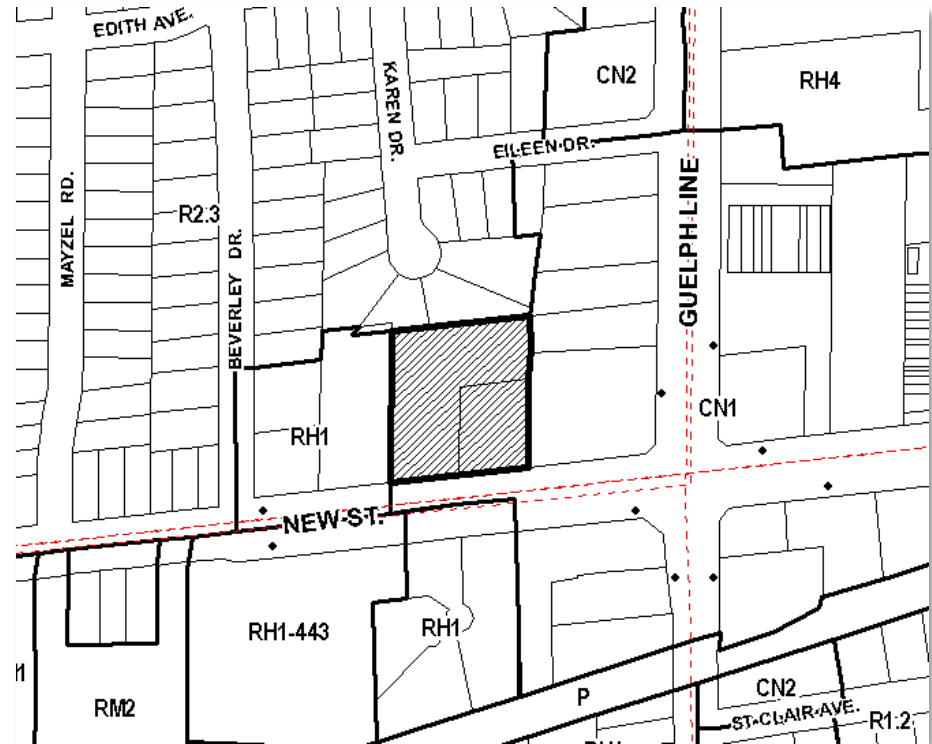 EDITH AVE.
KAREN DR.
CN2
RH4
EILEEN DR.
MAYZEL RD.
R2.3
BEVERLEY DR.
GUELPH LINE
CN1
RH1
NEW ST.
RH1-443
RH1
RM2
P
CN2
ST CLAIR AVE.
R1.2